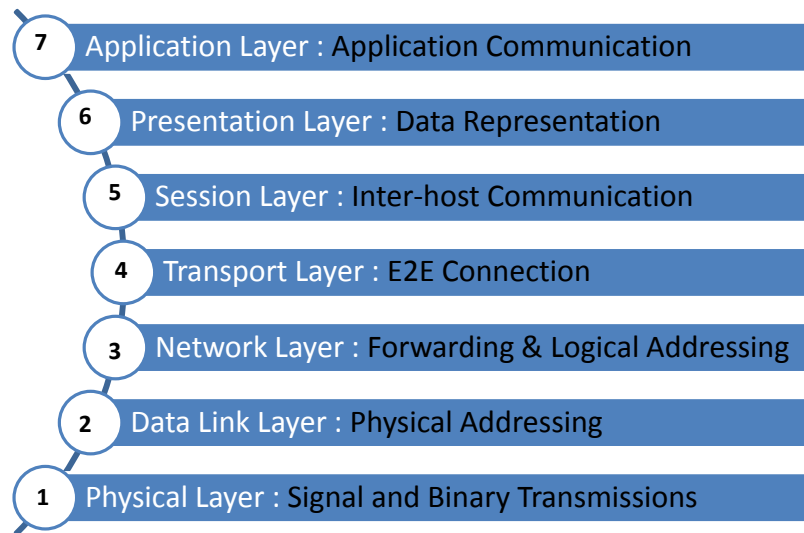 7 Application Layer : Application Communication
6 Presentation Layer : Data Representation
5 Session Layer : Inter-host Communication
4 Transport Layer : E2E Connection
3 Network Layer : Forwarding & Logical Addressing
2 Data Link Layer : Physical Addressing
1 Physical Layer : Signal and Binary Transmissions